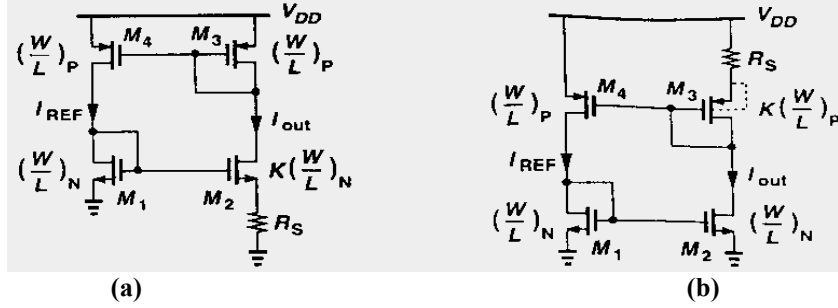 V_DD
M_4 M_3
(W/L)_P (W/L)_P
I_REF I_out
(W/L)_N K(W/L)_N
M_1 M_2
R_S
(a)
V_DD
R_S
M_4 M_3
(W/L)_P K(W/L)_P
I_REF I_out
(W/L)_N (W/L)_N
M_1 M_2
(b)